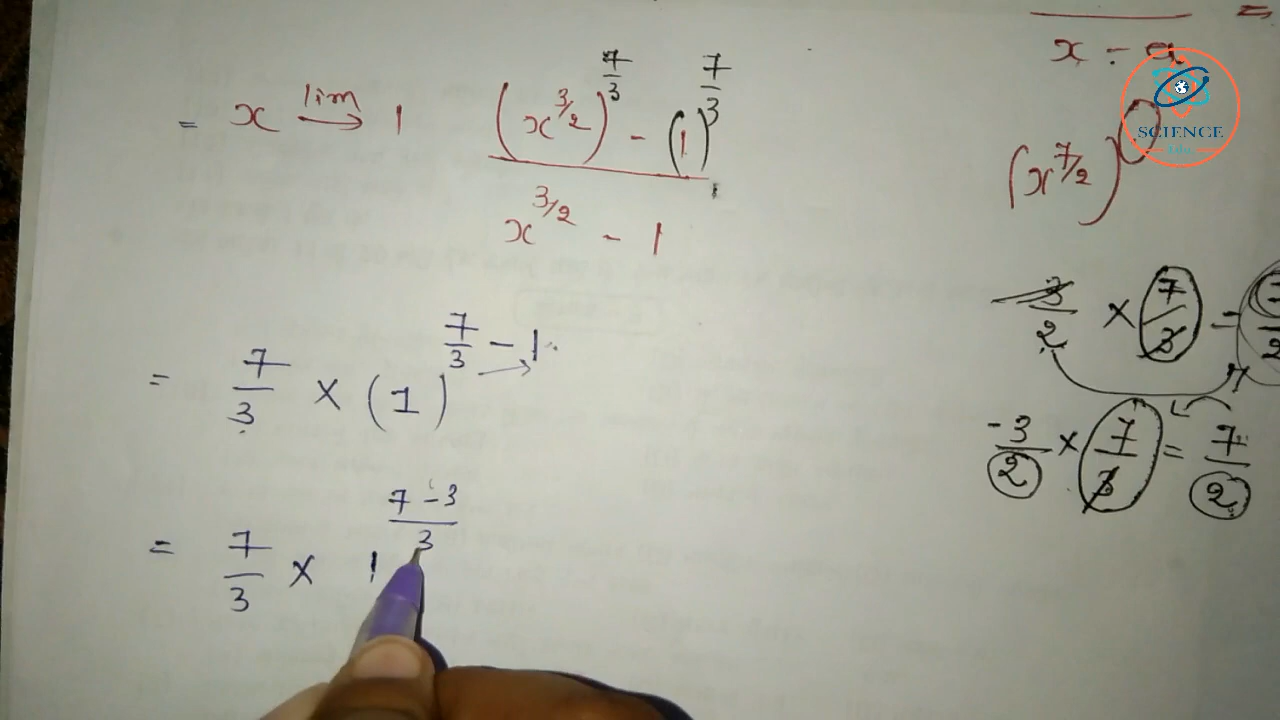 x - a
= lim x → 1 ((x^3/2)^7/3 - (1)^7/3) / (x^3/2 - 1)
SCIENCE
(x^7/2)
3/2 × 7/3 =
= 7/3 × (1)^7/3 - 1
-3/2 × 7/3 = 7/2
= 7/3 × 1^(7-3)/3